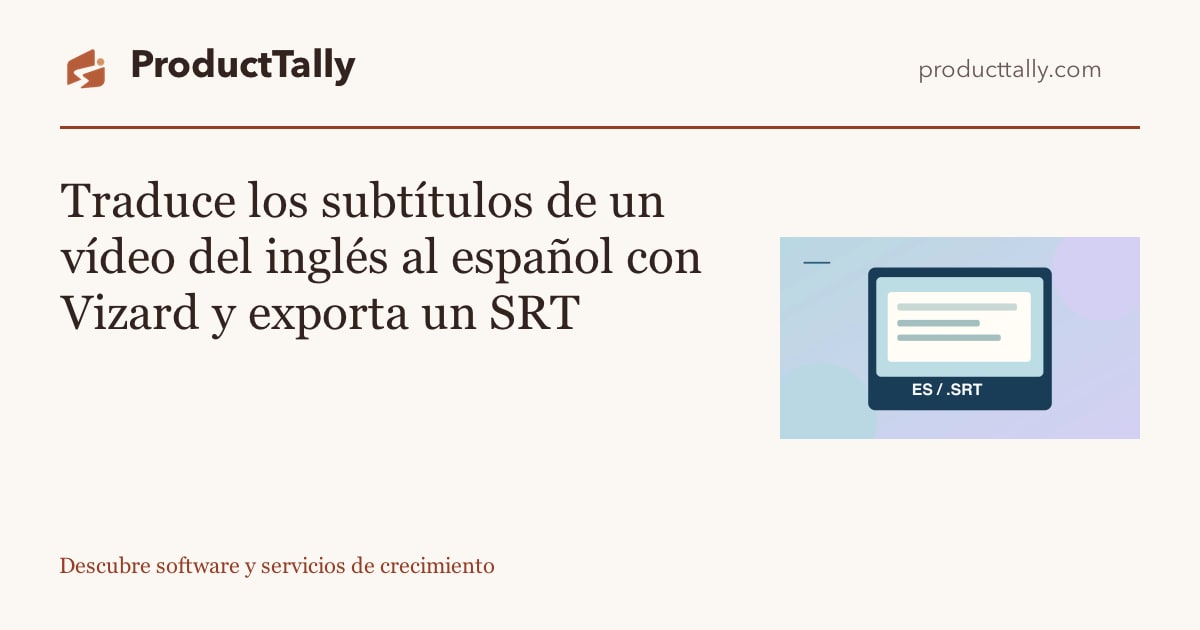 ProductTally
producttally.com
Traduce los subtítulos de un
vídeo del inglés al español con
Vizard y exporta un SRT
ES / .SRT
Descubre software y servicios de crecimiento